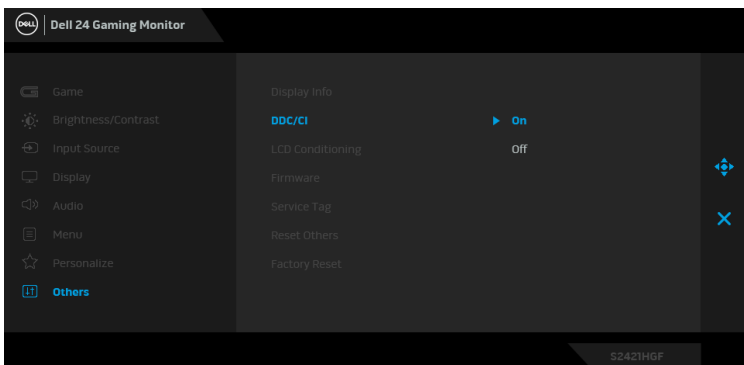 DELL
Dell 24 Gaming Monitor
Game
Brightness/Contrast
Input Source
Display
Audio
Menu
Personalize
Others
Display Info
DDC/CI
On
LCD Conditioning
Off
Firmware
Service Tag
Reset Others
Factory Reset
S2421HGF